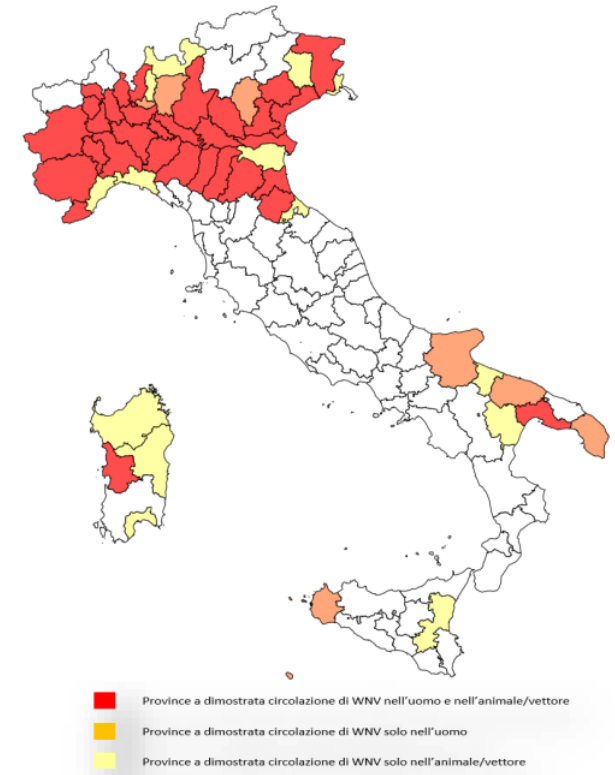 Province a dimostrata circolazione di WNV nell'uomo e nell'animale/vettore
Province a dimostrata circolazione di WNV solo nell'uomo
Province a dimostrata circolazione di WNV solo nell'animale/vettore